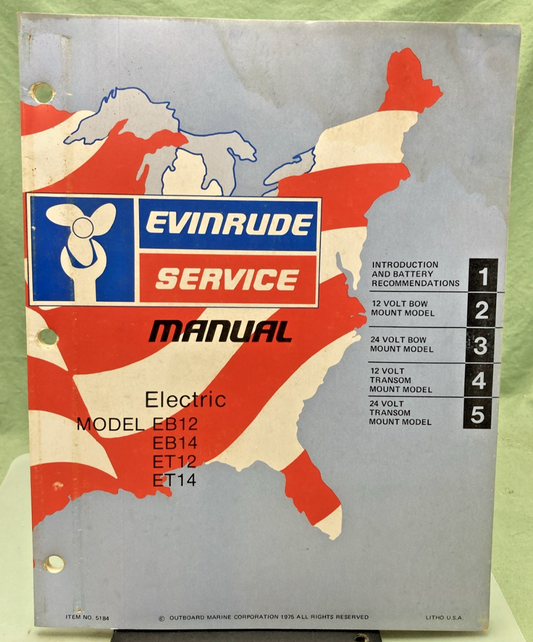 EVINRUDE
SERVICE
MANUAL
Electric
MODEL EB12
EB14
ET12
ET14
INTRODUCTION
AND BATTERY
RECOMMENDATIONS 1
12 VOLT BOW
MOUNT MODEL 2
24 VOLT BOW
MOUNT MODEL 3
12 VOLT
TRANSOM
MOUNT MODEL 4
24 VOLT
TRANSOM
MOUNT MODEL 5
ITEM NO. 5184
© OUTBOARD MARINE CORPORATION 1975 ALL RIGHTS RESERVED
LITHO U.S.A.